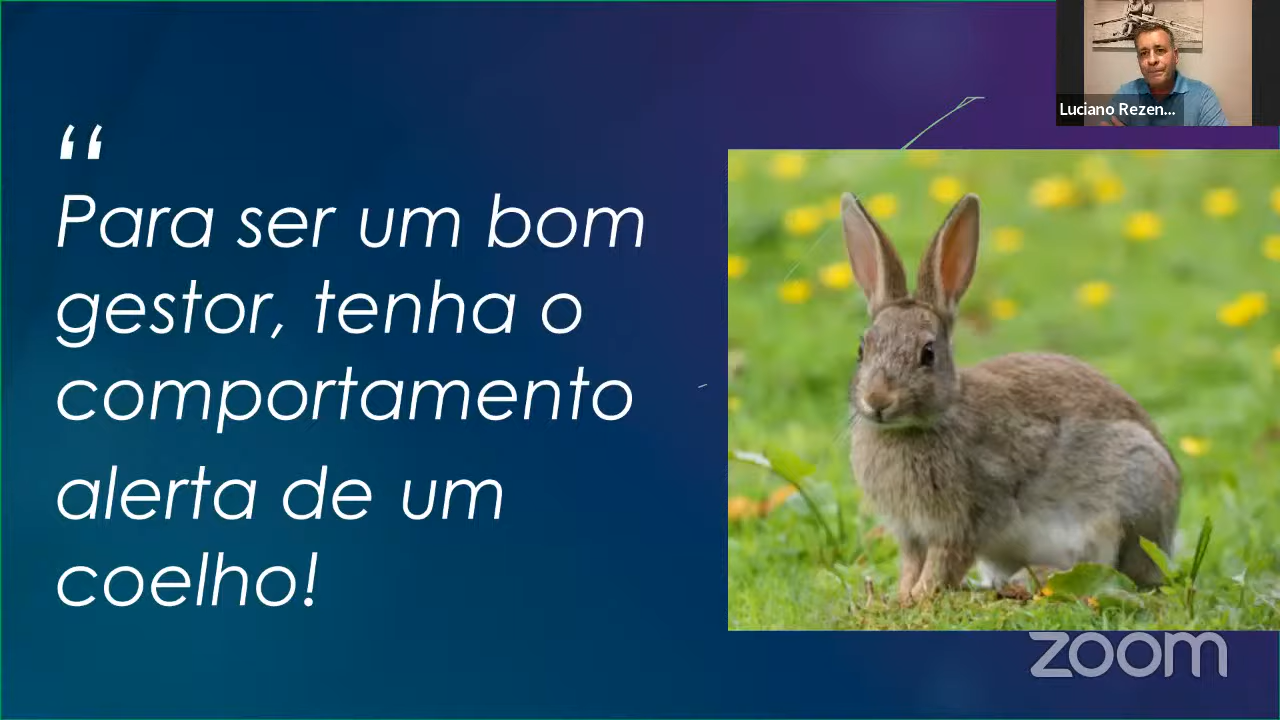 Luciano Rezen...
“
Para ser um bom
gestor, tenha o
comportamento
alerta de um
coelho!
zoom